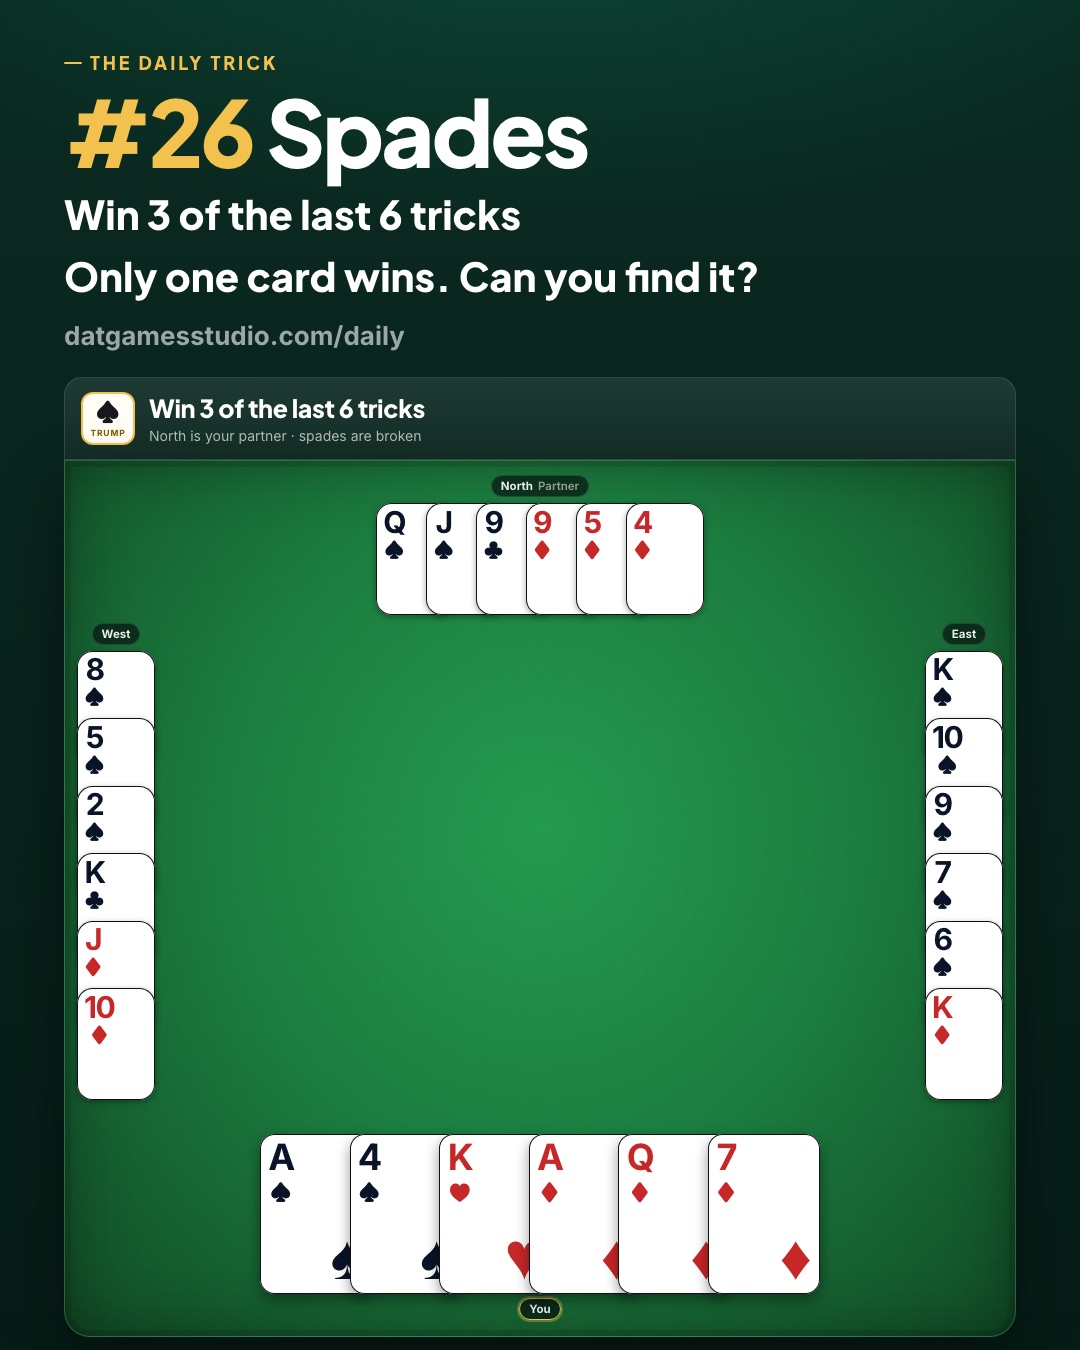 — THE DAILY TRICK
#26 Spades
Win 3 of the last 6 tricks
Only one card wins. Can you find it?
datgamesstudio.com/daily
TRUMP
Win 3 of the last 6 tricks
North is your partner · spades are broken
North Partner
Q J 9 9 5 4
West
East
8
5
2
K
J
10
K
10
9
7
6
K
A 4 K A Q 7
You